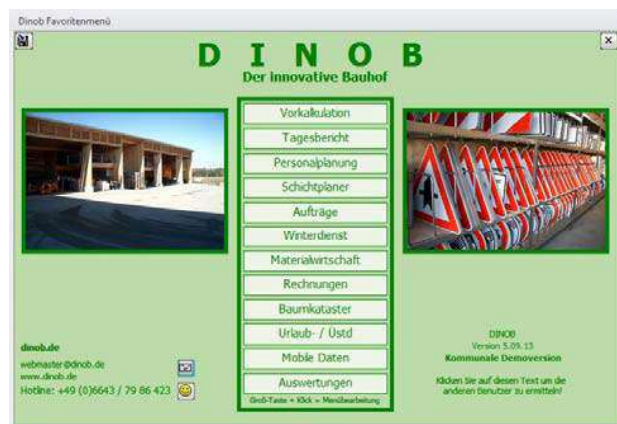 Dinob Favoritenmenü
D I N O B
Der innovative Bauhof
Vorkalkulation
Tagesbericht
Personalplanung
Schichtplaner
Aufträge
Winterdienst
Materialwirtschaft
Rechnungen
Baumkataster
Urlaub- / Üstd
Mobile Daten
Auswertungen
Groß-Taste + Klick = Menübearbeitung
dinob.de
webmaster@dinob.de
www.dinob.de
Hotline: +49 (0)6643 / 79 86 423
DINOB
Version 5.09.13
Kommunale Demoversion
Klicken Sie auf diesen Text um die
anderen Benutzer zu ermitteln!